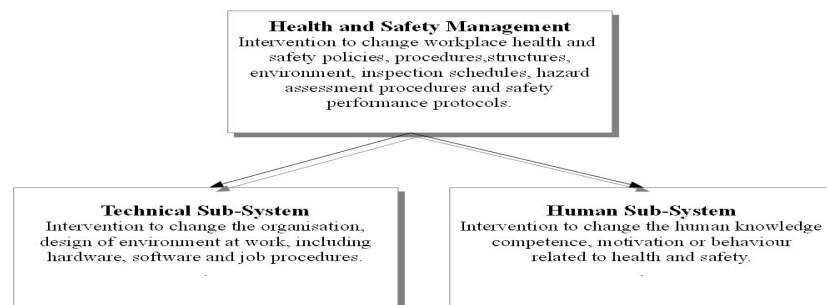 Health and Safety Management
Intervention to change workplace health and
safety policies, procedures,structures,
environment, inspection schedules, hazard
assessment procedures and safety
performance protocols.
Technical Sub-System
Intervention to change the organisation,
design of environment at work, including
hardware, software and job procedures.
.
Human Sub-System
Intervention to change the human knowledge
competence, motivation or behaviour
related to health and safety.
.